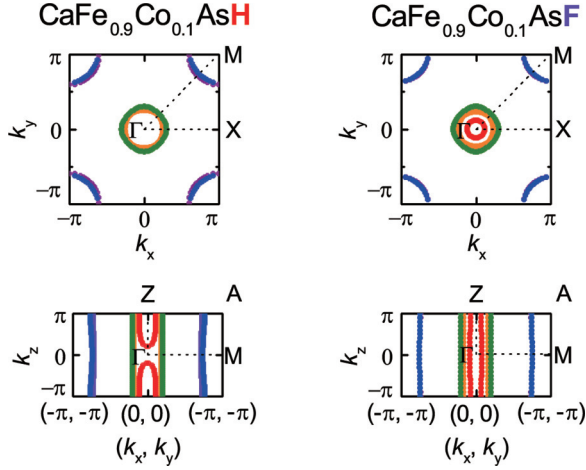 CaFe0.9Co0.1AsH
π
M
ky
0
Γ
X
−π
−π
0
π
kx
Z
A
π
kz
0
Γ
M
−π
(-π, -π)
(0, 0)
(-π, -π)
(kx, ky)
CaFe0.9Co0.1AsF
π
M
ky
0
Γ
X
−π
−π
0
π
kx
Z
A
π
kz
0
Γ
M
−π
(-π, -π)
(0, 0)
(-π, -π)
(kx, ky)